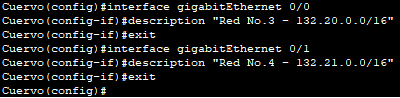 Cuervo(config)#interface gigabitEthernet 0/0
Cuervo(config-if)#description "Red No.3 - 132.20.0.0/16"
Cuervo(config-if)#exit
Cuervo(config)#interface gigabitEthernet 0/1
Cuervo(config-if)#description "Red No.4 - 132.21.0.0/16"
Cuervo(config-if)#exit
Cuervo(config)#